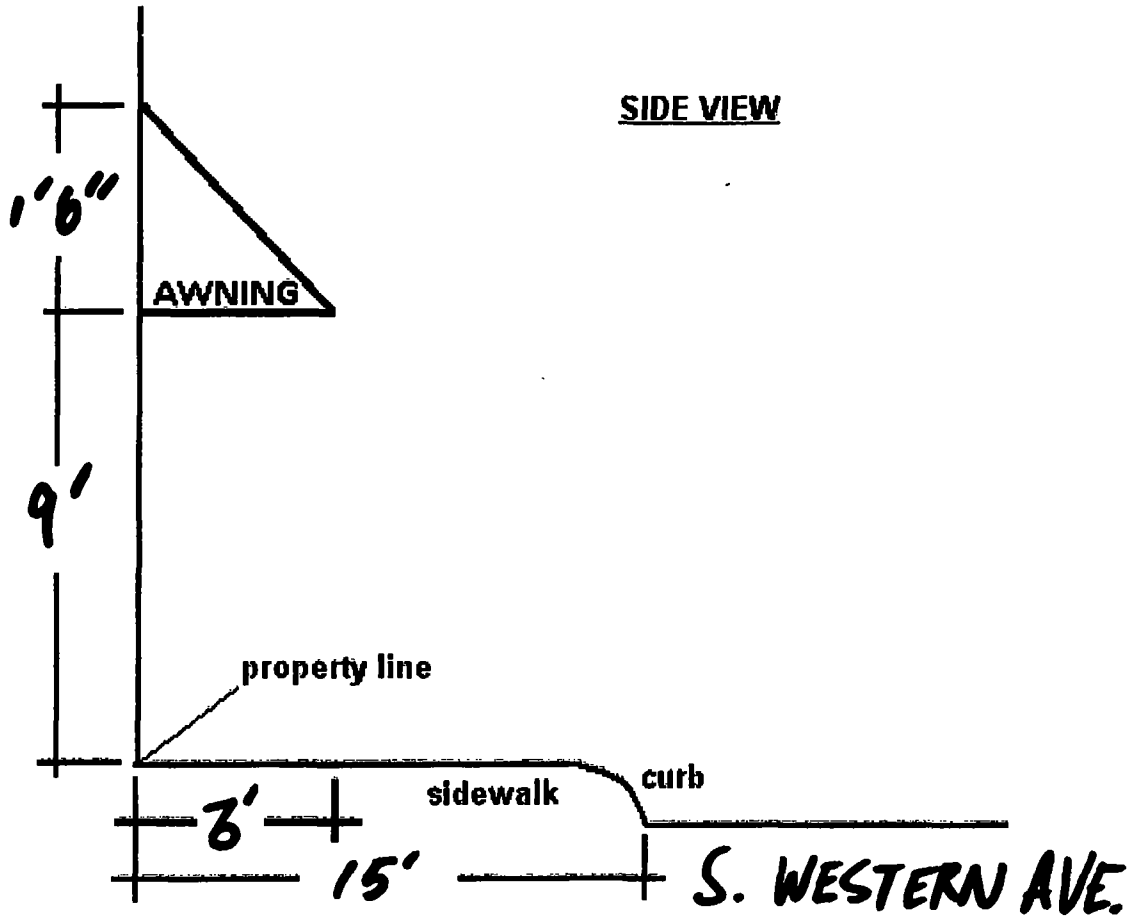 SIDE VIEW
1'6"
AWNING
9'
property line
sidewalk
curb
3'
15'
S. WESTERN AVE.